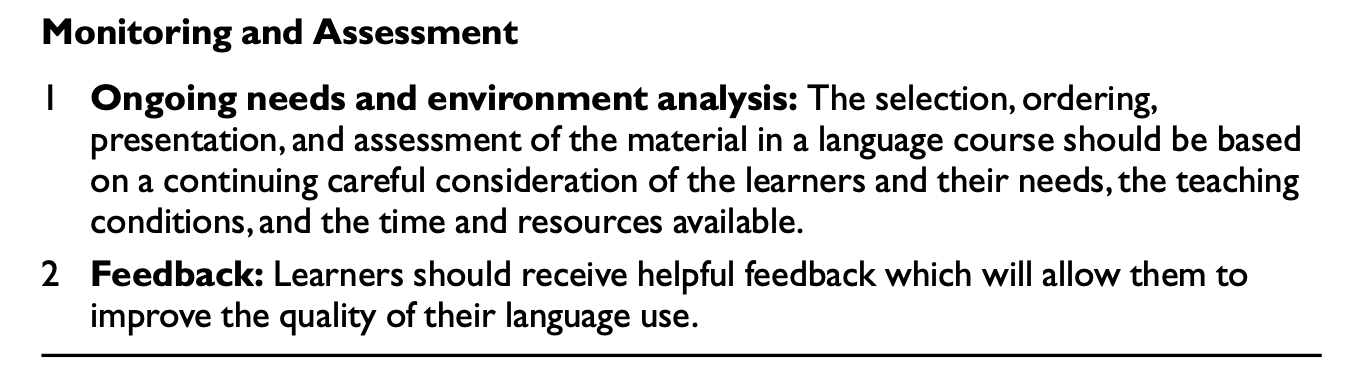 Monitoring and Assessment
1 Ongoing needs and environment analysis: The selection, ordering,
presentation, and assessment of the material in a language course should be based
on a continuing careful consideration of the learners and their needs, the teaching
conditions, and the time and resources available.
2 Feedback: Learners should receive helpful feedback which will allow them to
improve the quality of their language use.